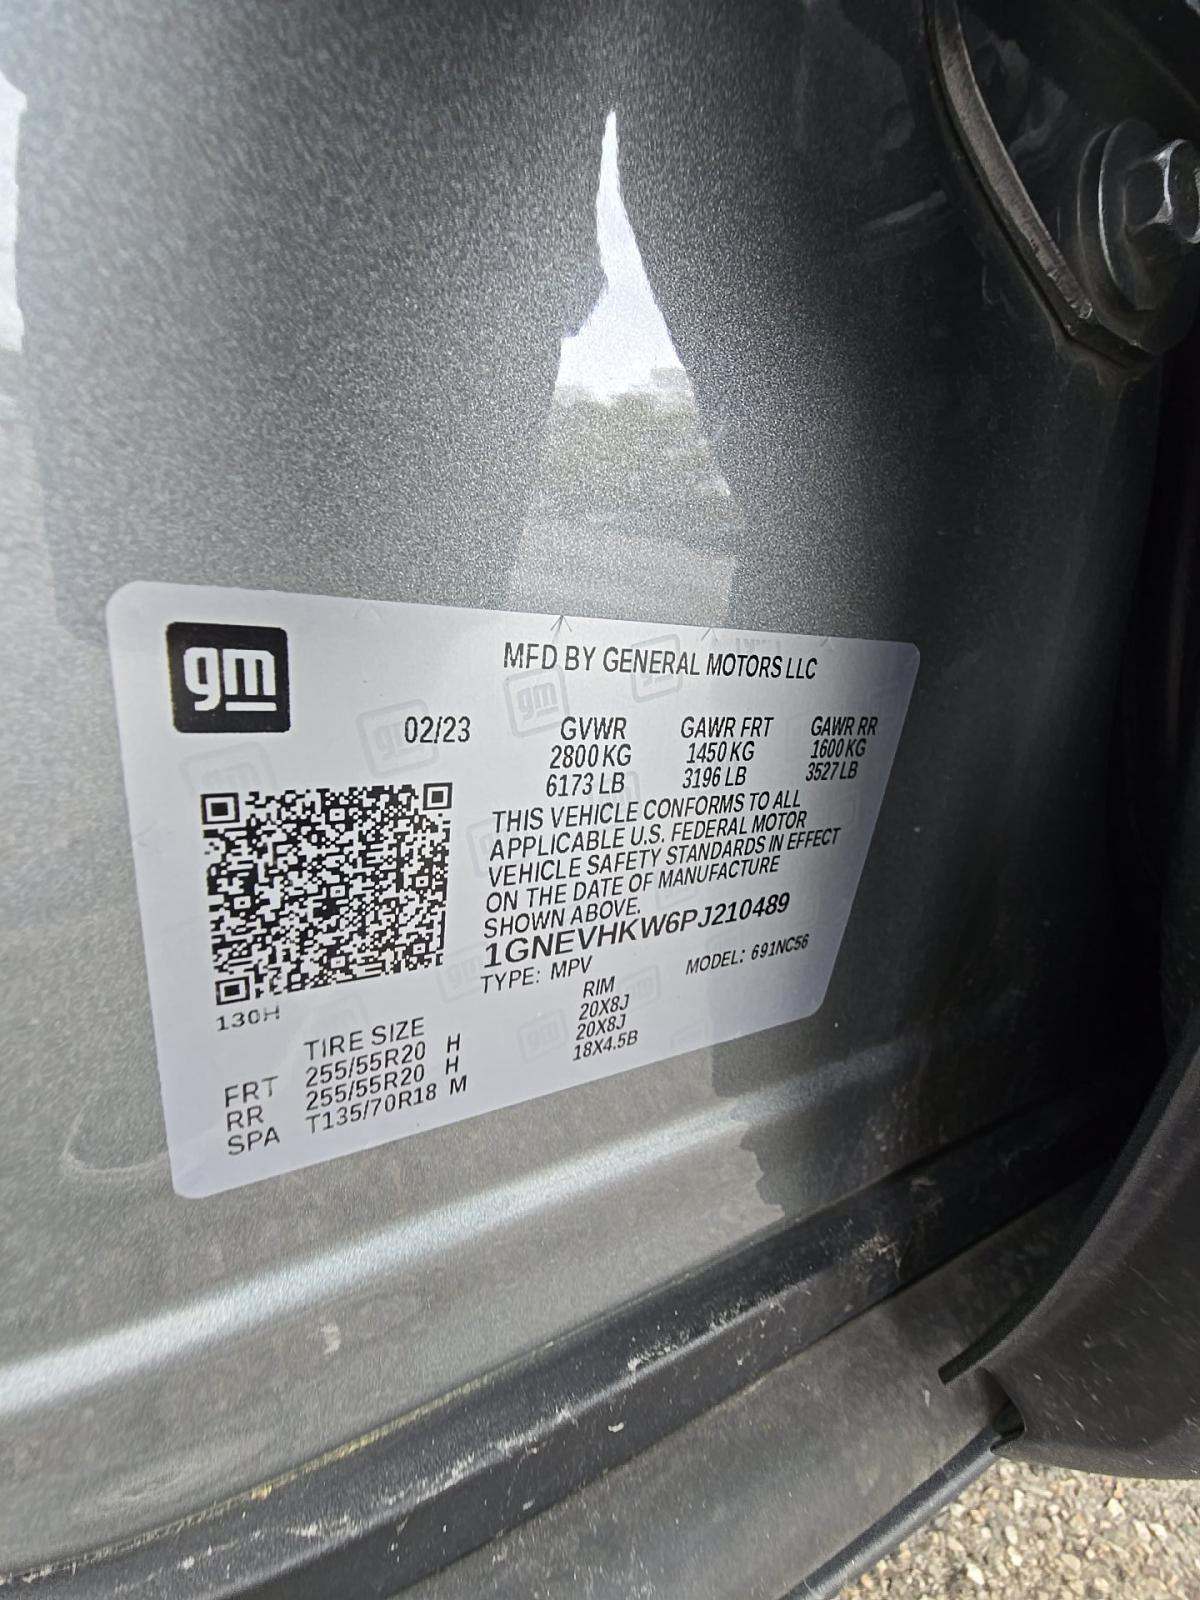 gm
MFD BY GENERAL MOTORS LLC
02/23 GVWR GAWR FRT GAWR RR
2800 KG 1450 KG 1600 KG
6173 LB 3196 LB 3527 LB
THIS VEHICLE CONFORMS TO ALL
APPLICABLE U.S. FEDERAL MOTOR
VEHICLE SAFETY STANDARDS IN EFFECT
ON THE DATE OF MANUFACTURE
SHOWN ABOVE.
1GNEVHKW6PJ210489
TYPE: MPV MODEL: 691NC56
130H
TIRE SIZE RIM
FRT 255/55R20 H 20X8J
RR 255/55R20 H 20X8J
SPA T135/70R18 M 18X4.5B